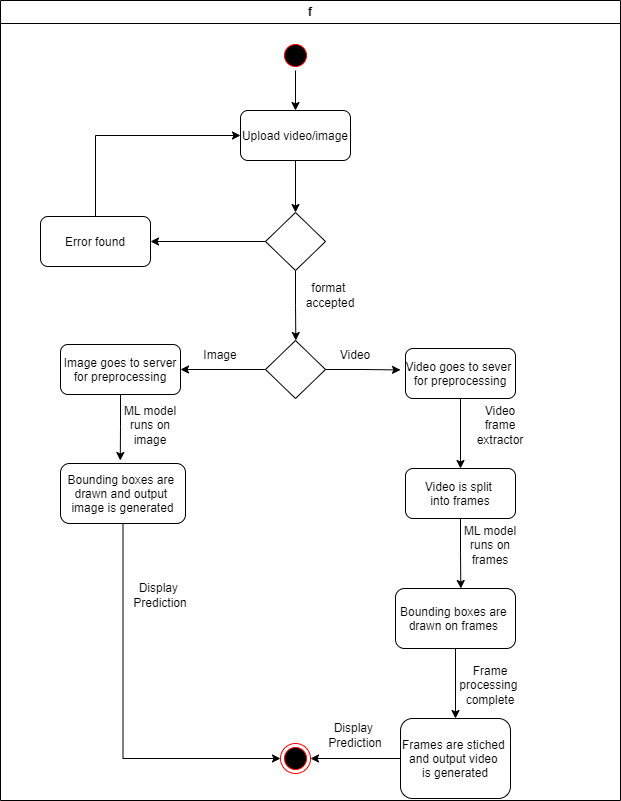 f
Upload video/image
Error found
format
accepted
Image
Video
Image goes to server
for preprocessing
Video goes to sever
for preprocessing
ML model
runs on
image
Video
frame
extractor
Bounding boxes are
drawn and output
image is generated
Video is split
into frames
ML model
runs on
frames
Display
Prediction
Bounding boxes are
drawn on frames
Frame
processing
complete
Display
Prediction
Frames are stiched
and output video
is generated